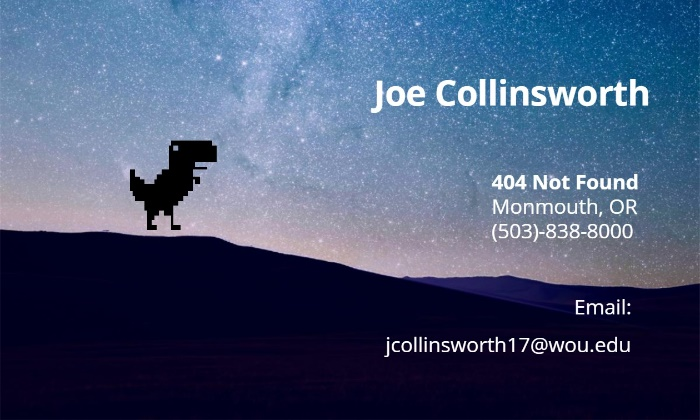 Joe Collinsworth
404 Not Found
Monmouth, OR
(503)-838-8000
Email:
jcollinsworth17@wou.edu